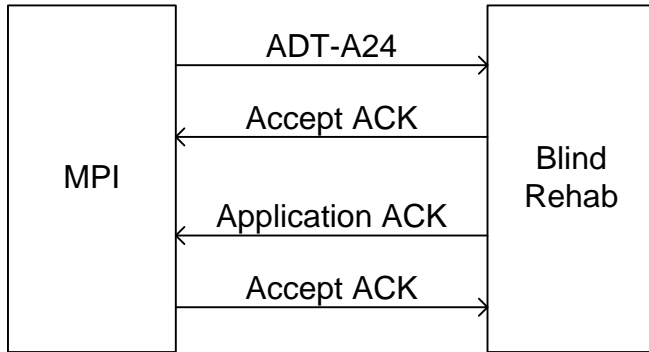 ADT-A24
Accept ACK
MPI
Blind
Rehab
Application ACK
Accept ACK